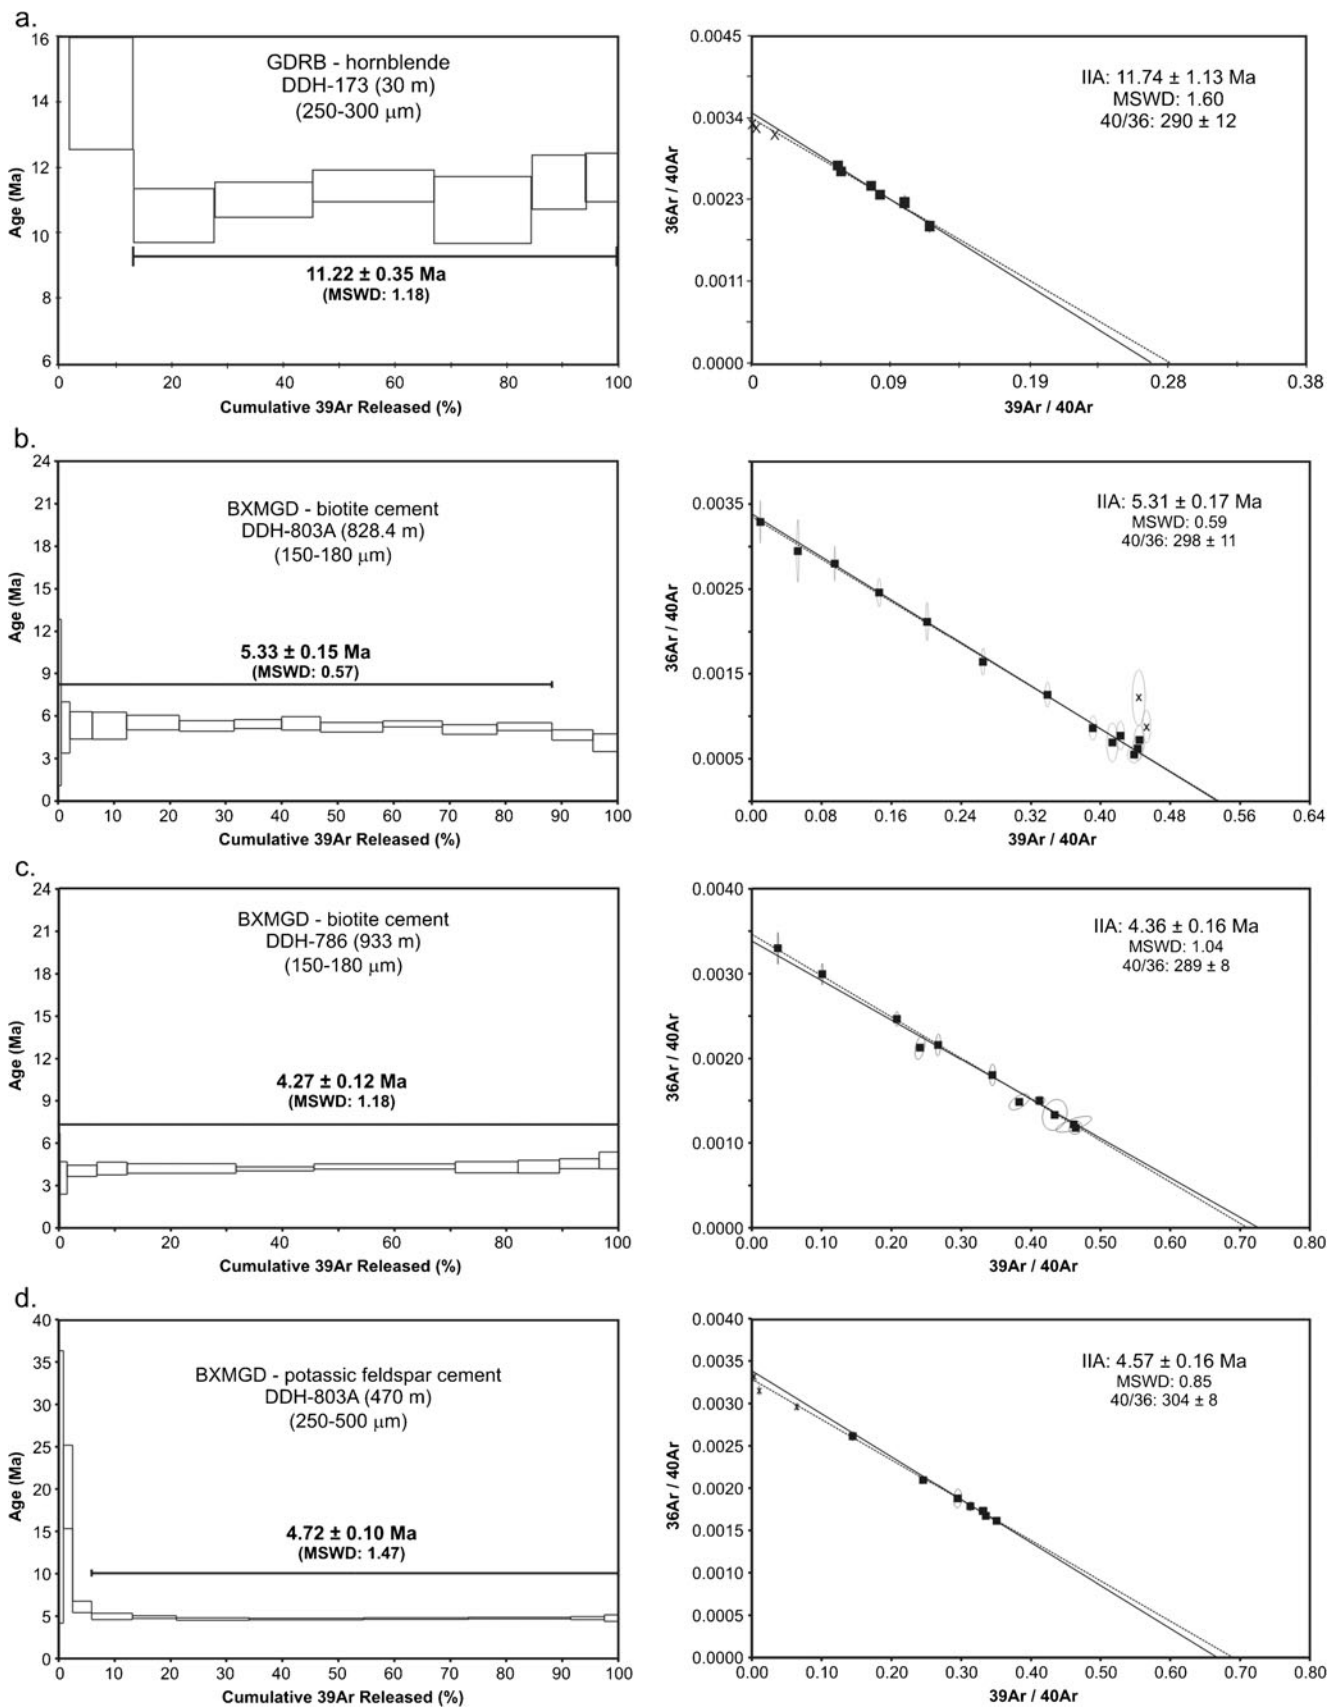 a.
GDRB - hornblende
DDH-173 (30 m)
(250-300 µm)
11.22 ± 0.35 Ma
(MSWD: 1.18)
Age (Ma)
16
14
12
10
8
6
0 20 40 60 80 100
Cumulative 39Ar Released (%)
IIA: 11.74 ± 1.13 Ma
MSWD: 1.60
40/36: 290 ± 12
36Ar / 40Ar
0.0045
0.0034
0.0023
0.0011
0.0000
0 0.09 0.19 0.28 0.38
39Ar / 40Ar
b.
BXMGD - biotite cement
DDH-803A (828.4 m)
(150-180 µm)
5.33 ± 0.15 Ma
(MSWD: 0.57)
Age (Ma)
24
21
18
15
12
9
6
3
0
0 10 20 30 40 50 60 70 80 90 100
Cumulative 39Ar Released (%)
IIA: 5.31 ± 0.17 Ma
MSWD: 0.59
40/36: 298 ± 11
36Ar / 40Ar
0.0035
0.0025
0.0015
0.0005
0.00 0.08 0.16 0.24 0.32 0.40 0.48 0.56 0.64
39Ar / 40Ar
c.
BXMGD - biotite cement
DDH-786 (933 m)
(150-180 µm)
4.27 ± 0.12 Ma
(MSWD: 1.18)
Age (Ma)
24
21
18
15
12
9
6
3
0
0 10 20 30 40 50 60 70 80 90 100
Cumulative 39Ar Released (%)
IIA: 4.36 ± 0.16 Ma
MSWD: 1.04
40/36: 289 ± 8
36Ar / 40Ar
0.0040
0.0030
0.0020
0.0010
0.0000
0.00 0.10 0.20 0.30 0.40 0.50 0.60 0.70 0.80
39Ar / 40Ar
d.
BXMGD - potassic feldspar cement
DDH-803A (470 m)
(250-500 µm)
4.72 ± 0.10 Ma
(MSWD: 1.47)
Age (Ma)
40
35
30
25
20
15
10
5
0
0 10 20 30 40 50 60 70 80 90 100
Cumulative 39Ar Released (%)
IIA: 4.57 ± 0.16 Ma
MSWD: 0.85
40/36: 304 ± 8
36Ar / 40Ar
0.0040
0.0035
0.0030
0.0025
0.0020
0.0015
0.0010
0.0005
0.0000
0.00 0.10 0.20 0.30 0.40 0.50 0.60 0.70 0.80
39Ar / 40Ar